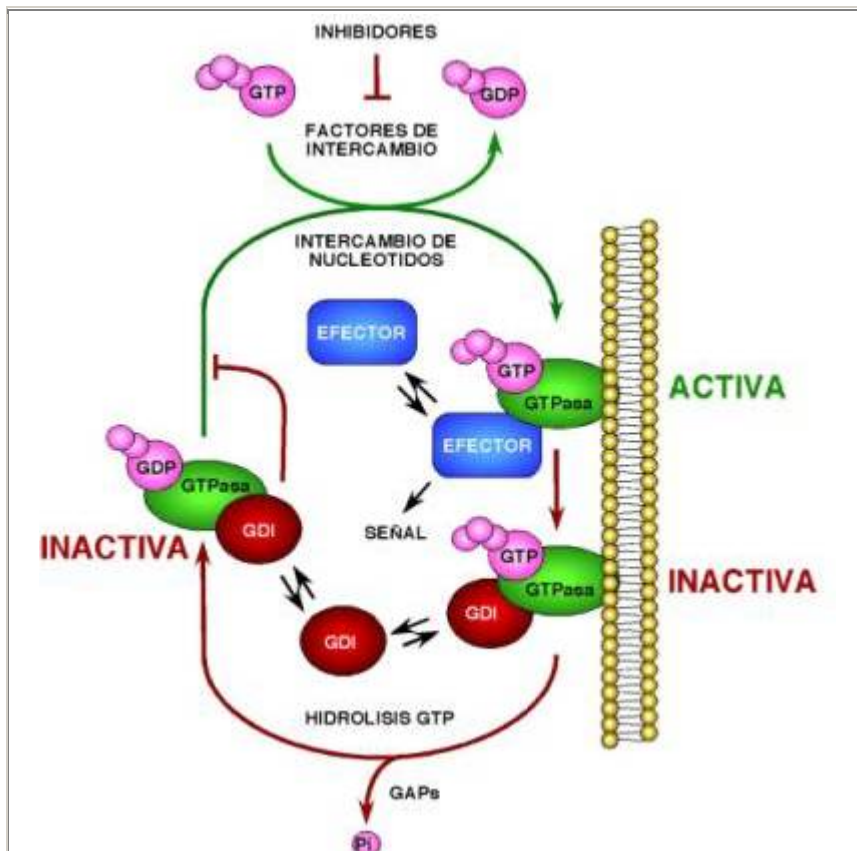 INHIBIDORES
GTP
GDP
FACTORES DE
INTERCAMBIO
INTERCAMBIO DE
NUCLEOTIDOS
EFECTOR
GTP
GTPasa
ACTIVA
EFECTOR
GDP
GTPasa
GDI
INACTIVA
SEÑAL
GTP
GTPasa
INACTIVA
GDI
GDI
HIDROLISIS GTP
GAPs
Pi